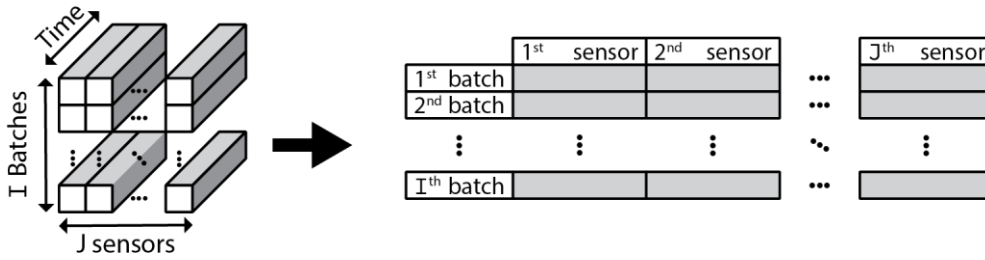 Time
I Batches
J sensors
1st sensor 2nd sensor Jth sensor
1st batch
2nd batch
Ith batch